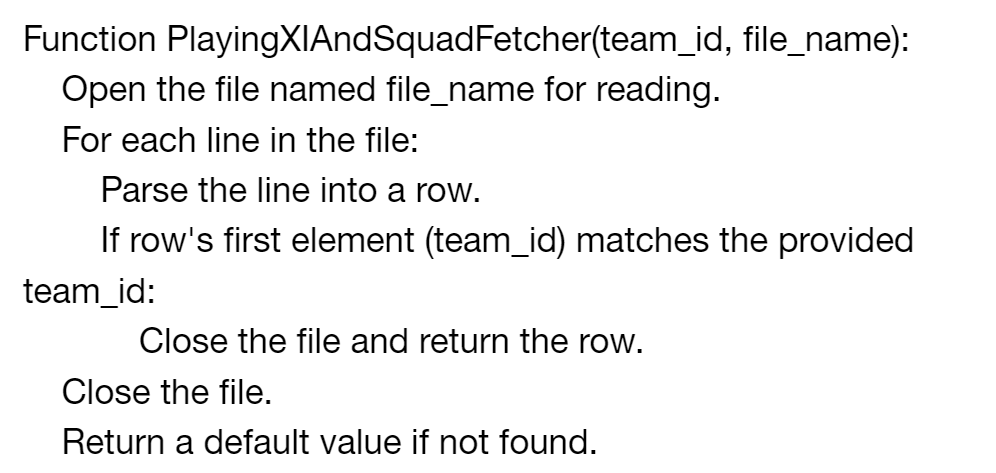 Function PlayingXIAndSquadFetcher(team_id, file_name):
Open the file named file_name for reading.
For each line in the file:
Parse the line into a row.
If row's first element (team_id) matches the provided
team_id:
Close the file and return the row.
Close the file.
Return a default value if not found.